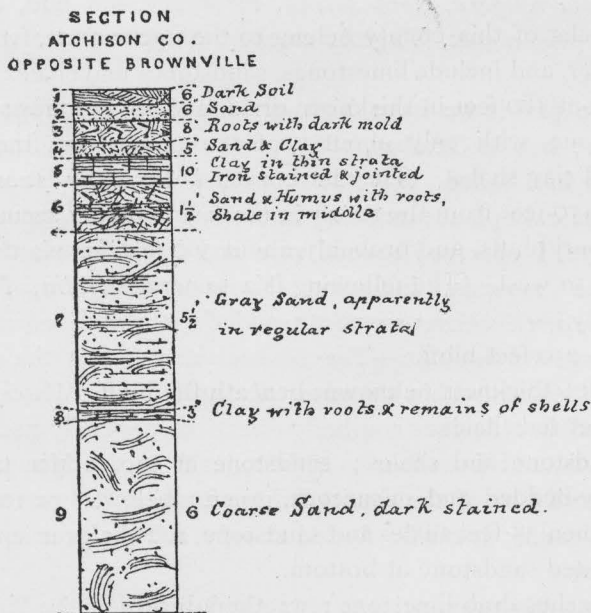 SECTION
ATCHISON CO.
OPPOSITE BROWNVILLE
1 6" Dark Soil
2 6" Sand
3 8" Roots with dark mold
4 5" Sand & Clay
5 10" Clay in thin strata
Iron stained & jointed
6 1/2' Sand & Humus with roots,
Shale in middle
7 5 1/2' Gray Sand, apparently
in regular strata
8 3" Clay with roots & remains of shells
9 6' Coarse Sand, dark stained.